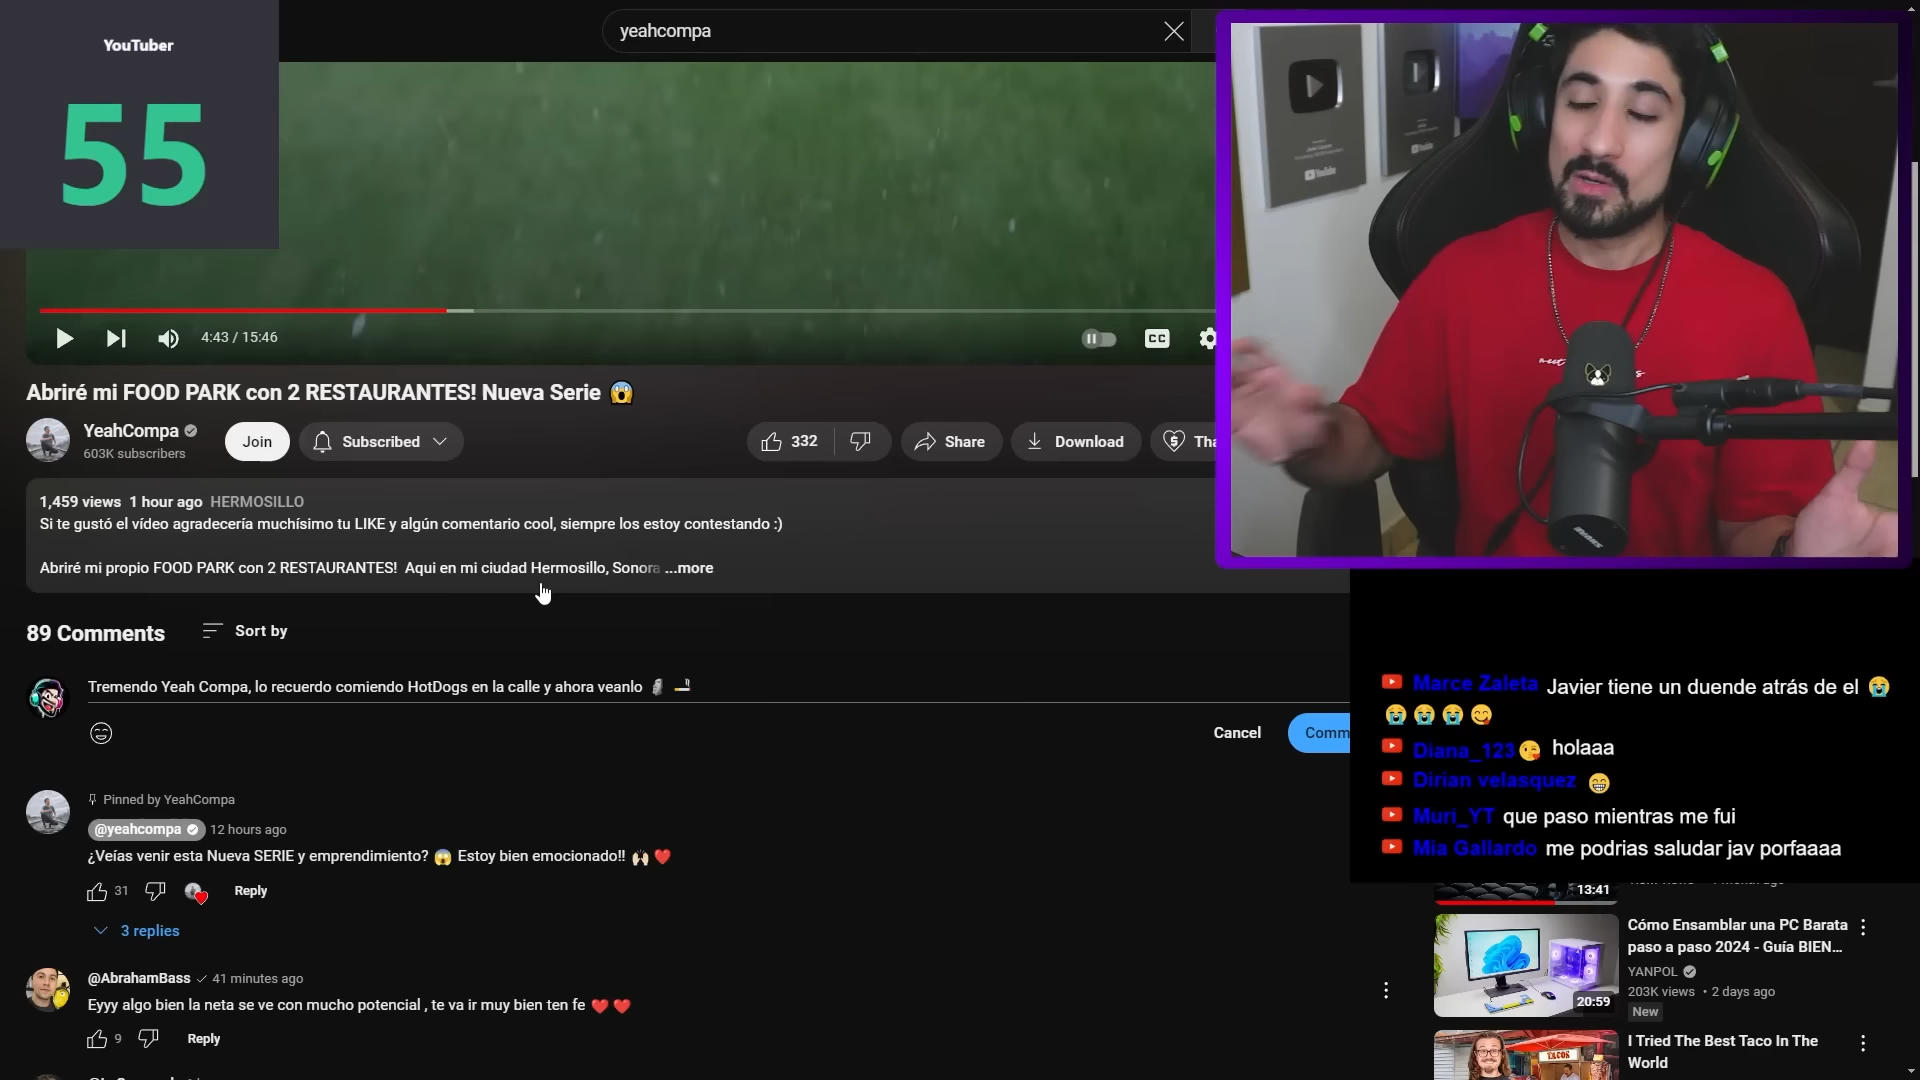 YouTuber
55
yeahcompa
4:43 / 15:46
CC
Abriré mi FOOD PARK con 2 RESTAURANTES! Nueva Serie 😱
YeahCompa
603K subscribers
Join
Subscribed
332
Share
Download
Tha
1,459 views 1 hour ago HERMOSILLO
Si te gustó el vídeo agradecería muchísimo tu LIKE y algún comentario cool, siempre los estoy contestando :)
Abriré mi propio FOOD PARK con 2 RESTAURANTES! Aqui en mi ciudad Hermosillo, Sonora ...more
89 Comments
Sort by
Tremendo Yeah Compa, lo recuerdo comiendo HotDogs en la calle y ahora veanlo 🗿 🚬
Cancel
Comm
Pinned by YeahCompa
@yeahcompa 12 hours ago
¿Veías venir esta Nueva SERIE y emprendimiento? 😱 Estoy bien emocionado!! 🙌🏻 ❤️
31
Reply
3 replies
@AbrahamBass 41 minutes ago
Eyyy algo bien la neta se ve con mucho potencial , te va ir muy bien ten fe ❤️ ❤️
9
Reply
YouTube
YouTube
Marce Zaleta Javier tiene un duende atrás de el 😭
😭 😭 😭 😋
Diana_123😘 holaaa
Dirian velasquez 😁
Muri_YT que paso mientras me fui
Mia Gallardo me podrias saludar jav porfaaaa
13:41
Cómo Ensamblar una PC Barata
paso a paso 2024 - Guía BIEN...
YANPOL
203K views • 2 days ago
New
20:59
TACOS
I Tried The Best Taco In The
World